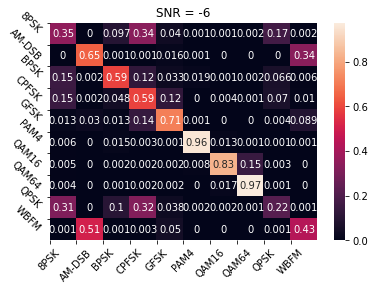 SNR = -6
8PSK 0.35 0 0.097 0.34 0.04 0.001 0.001 0.002 0.17 0.002
AM-DSB 0 0.65 0.001 0.001 0.016 0.001 0 0 0 0.34
BPSK 0.15 0.002 0.59 0.12 0.033 0.019 0.001 0.002 0.066 0.006
CPFSK 0.15 0.002 0.048 0.59 0.12 0 0.004 0.001 0.07 0.01
GFSK 0.013 0.03 0.013 0.14 0.71 0.001 0 0 0.004 0.089
PAM4 0.006 0 0.015 0.003 0.001 0.96 0.013 0.001 0.001 0
QAM16 0.005 0 0.002 0.002 0.002 0.008 0.83 0.15 0.003 0
QAM64 0.004 0 0.001 0.002 0 0 0.017 0.97 0.001 0
QPSK 0.31 0 0.1 0.32 0.038 0.002 0.002 0.001 0.22 0.001
WBFM 0.001 0.51 0.001 0.003 0.05 0 0 0 0.001 0.43
8PSK AM-DSB BPSK CPFSK GFSK PAM4 QAM16 QAM64 QPSK WBFM
0.8
0.6
0.4
0.2
0.0